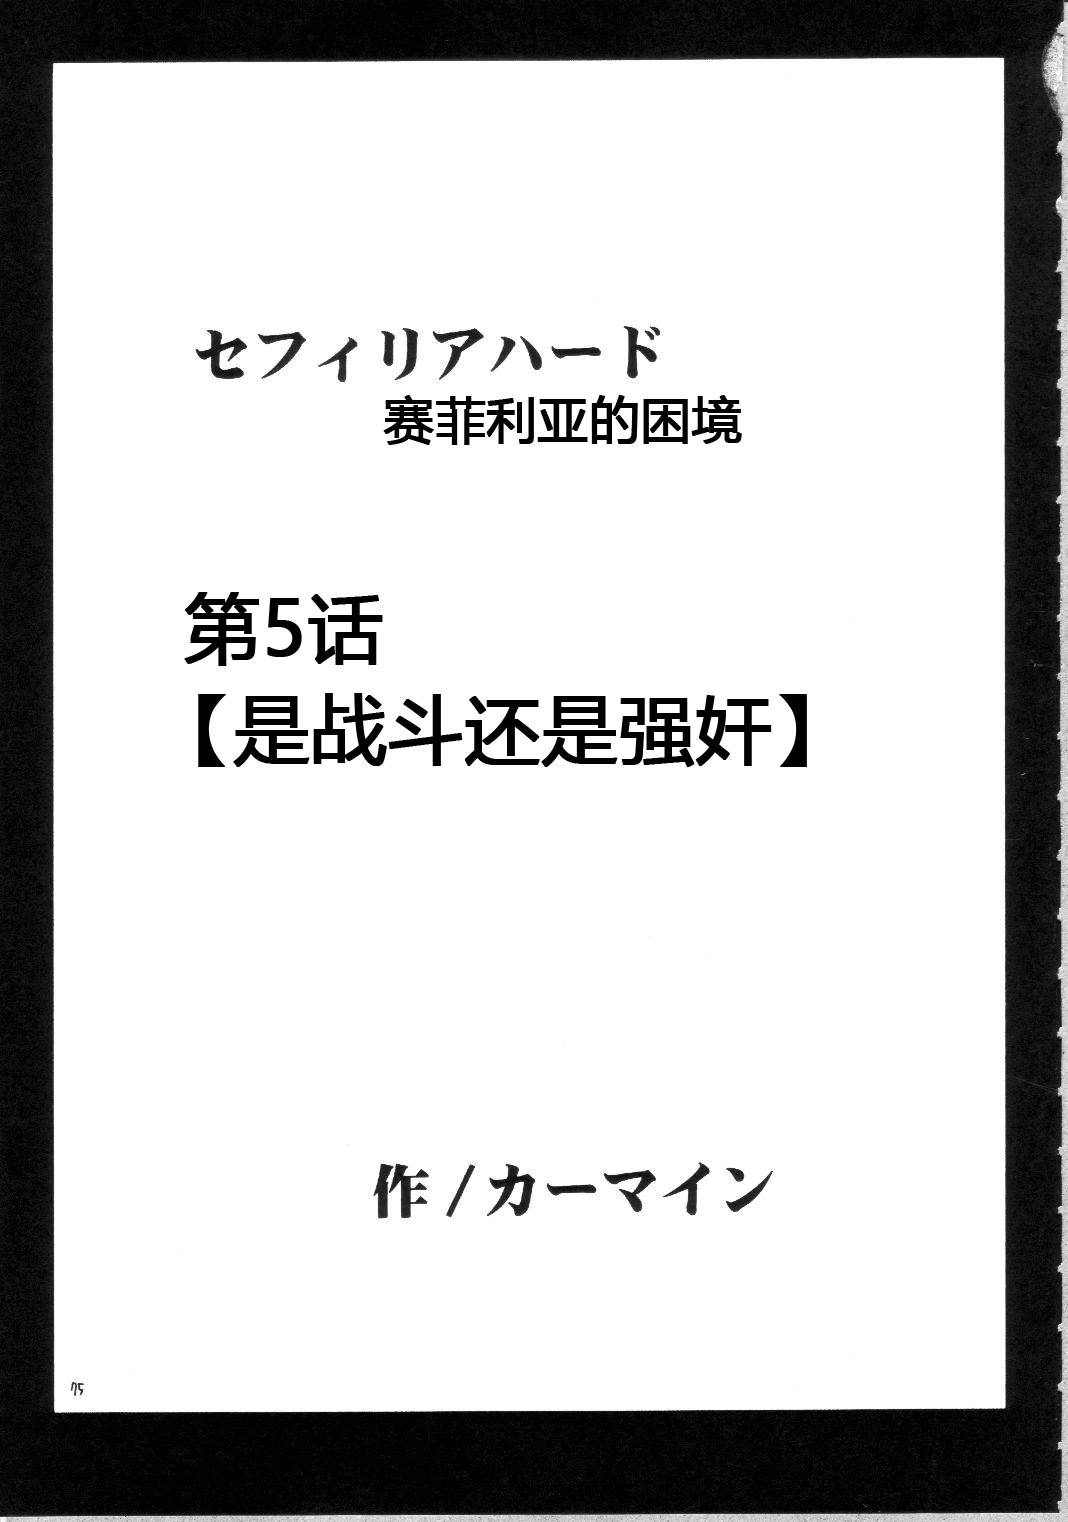 セフィリアハード
赛菲利亚的困境
第5话
【是战斗还是强奸】
作/カーマイン
75